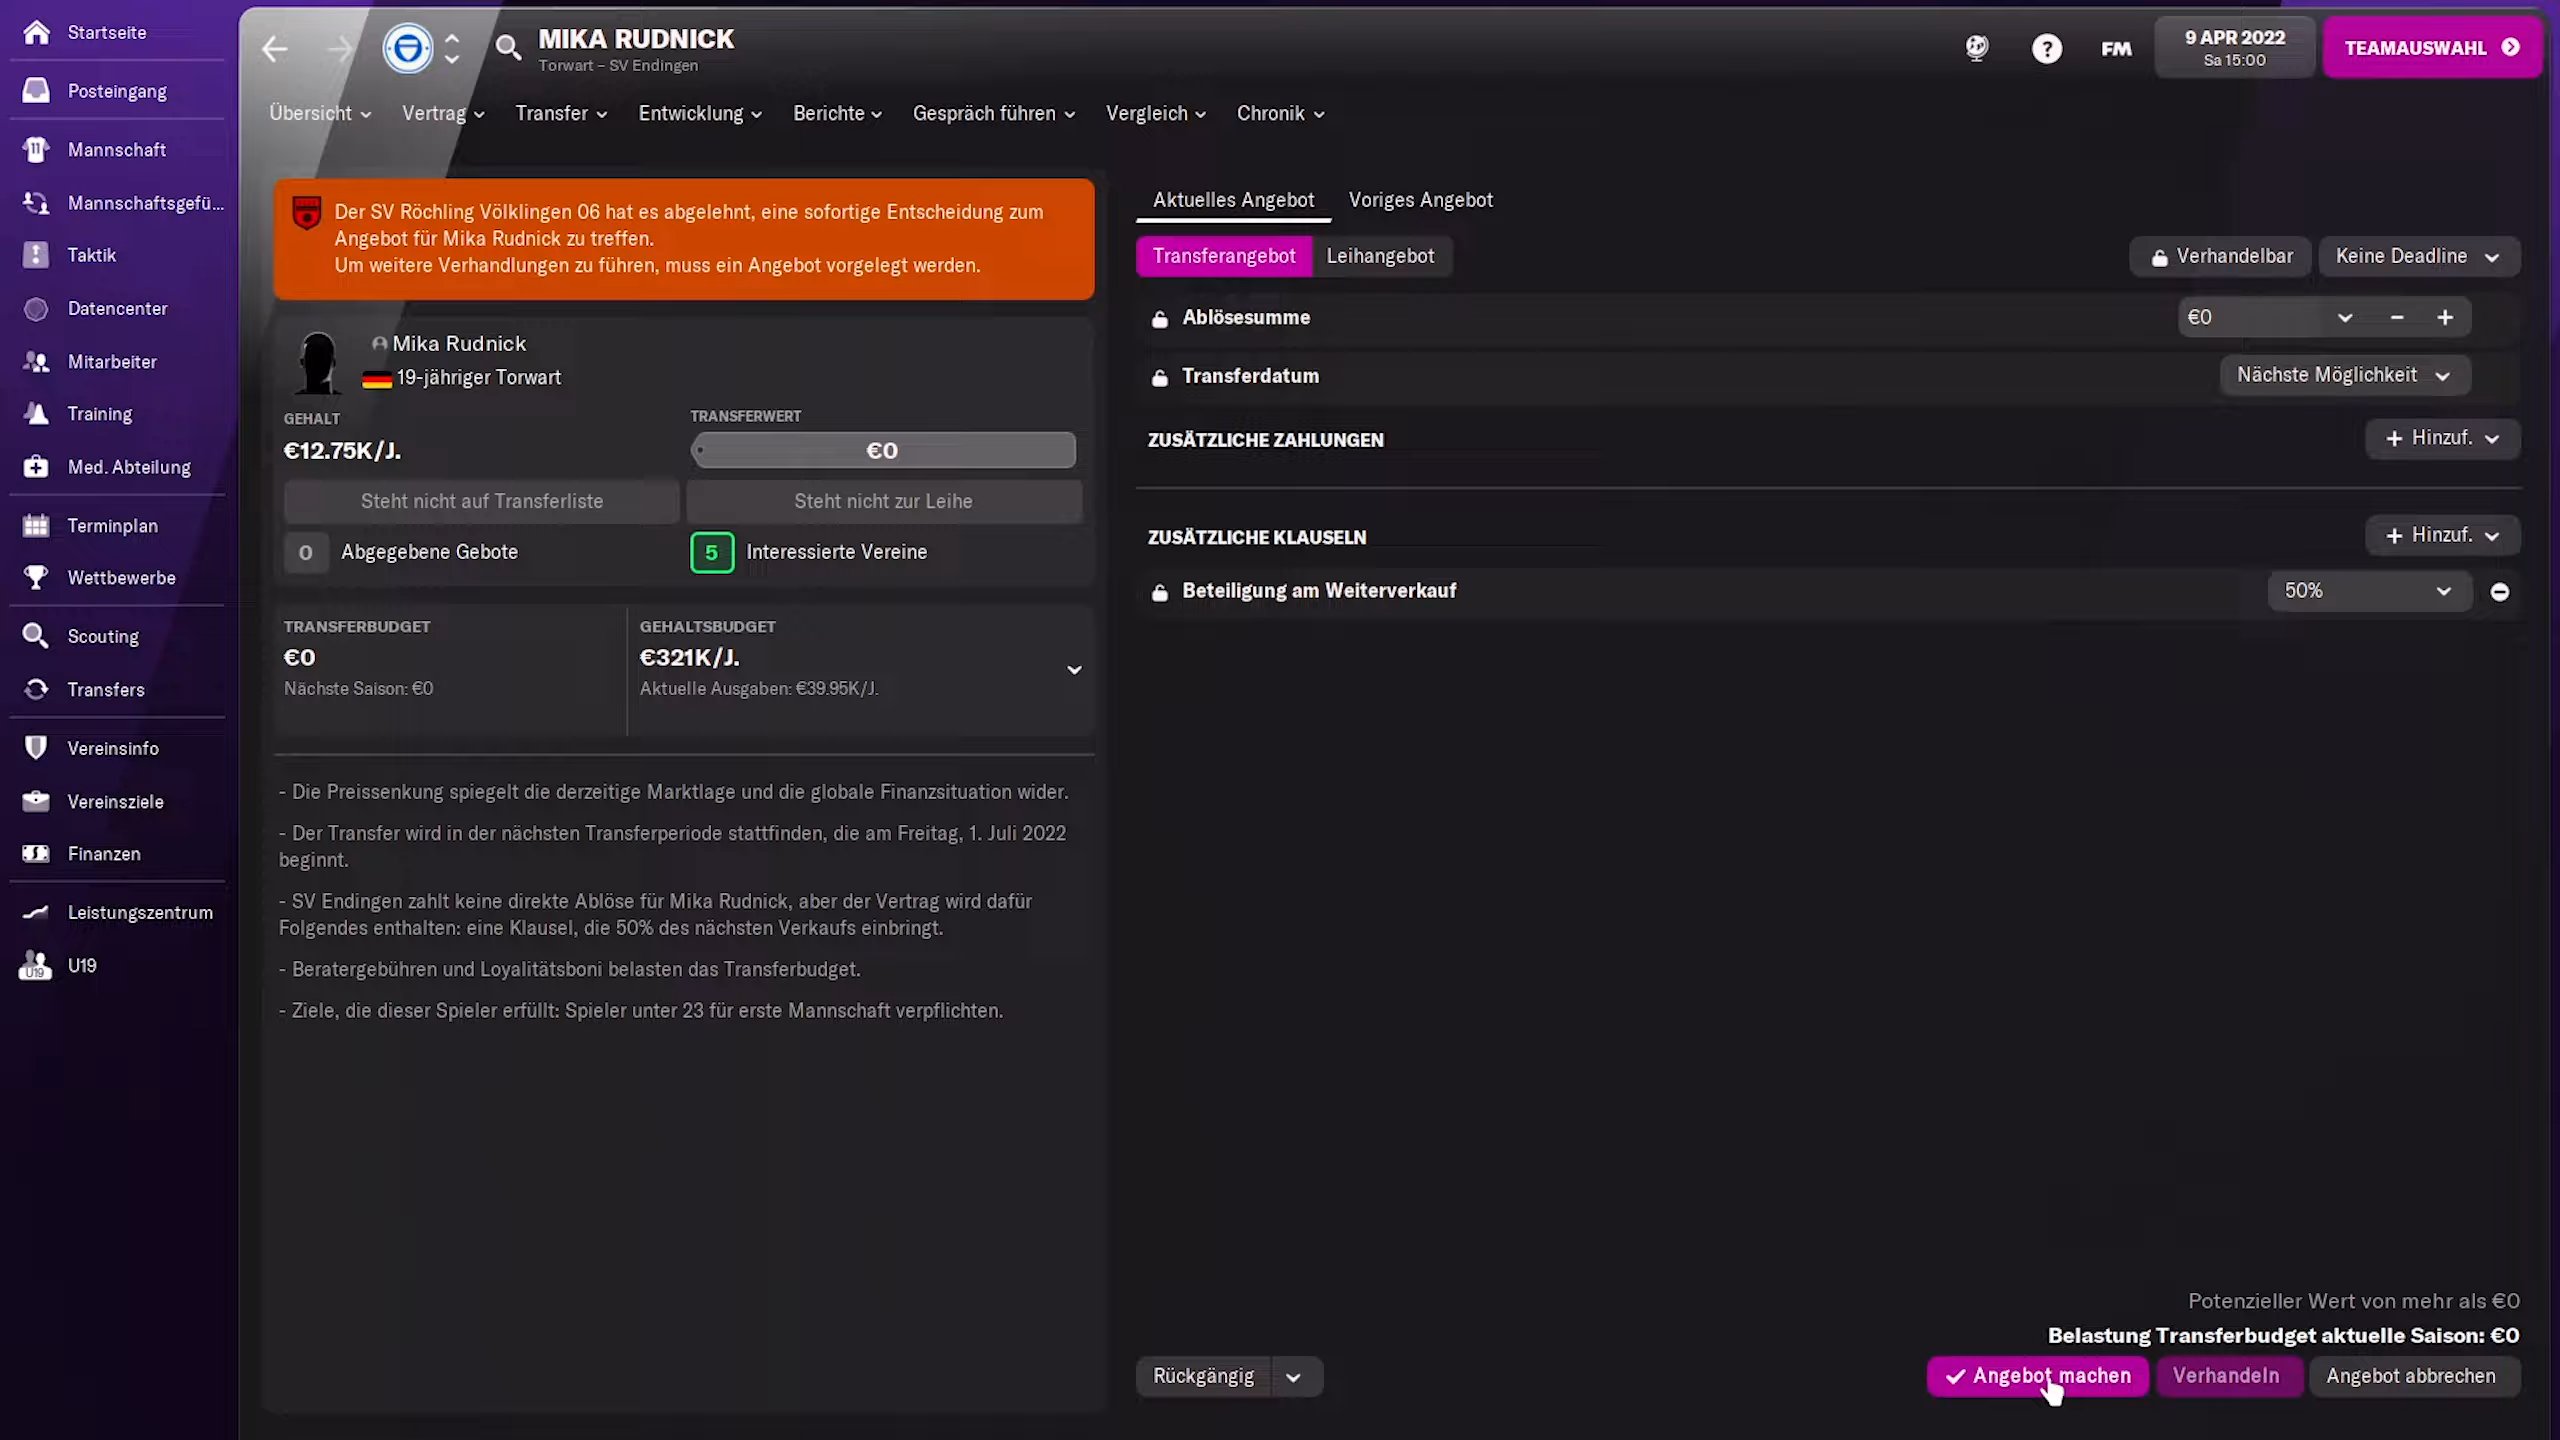 Startseite
Posteingang
Mannschaft
Mannschaftsgefü...
Taktik
Datencenter
Mitarbeiter
Training
Med. Abteilung
Terminplan
Wettbewerbe
Scouting
Transfers
Vereinsinfo
Vereinsziele
Finanzen
Leistungszentrum
U19
U19
11
MIKA RUDNICK
Torwart – SV Endingen
?
FM
9 APR 2022
Sa 15:00
TEAMAUSWAHL
Übersicht
Vertrag
Transfer
Entwicklung
Berichte
Gespräch führen
Vergleich
Chronik
Der SV Röchling Völklingen 06 hat es abgelehnt, eine sofortige Entscheidung zum
Angebot für Mika Rudnick zu treffen.
Um weitere Verhandlungen zu führen, muss ein Angebot vorgelegt werden.
Mika Rudnick
19-jähriger Torwart
GEHALT
€12.75K/J.
TRANSFERWERT
€0
Steht nicht auf Transferliste
Steht nicht zur Leihe
0 Abgegebene Gebote
5 Interessierte Vereine
TRANSFERBUDGET
€0
Nächste Saison: €0
GEHALTSBUDGET
€321K/J.
Aktuelle Ausgaben: €39.95K/J.
- Die Preissenkung spiegelt die derzeitige Marktlage und die globale Finanzsituation wider.
- Der Transfer wird in der nächsten Transferperiode stattfinden, die am Freitag, 1. Juli 2022
beginnt.
- SV Endingen zahlt keine direkte Ablöse für Mika Rudnick, aber der Vertrag wird dafür
Folgendes enthalten: eine Klausel, die 50% des nächsten Verkaufs einbringt.
- Beratergebühren und Loyalitätsboni belasten das Transferbudget.
- Ziele, die dieser Spieler erfüllt: Spieler unter 23 für erste Mannschaft verpflichten.
Aktuelles Angebot
Voriges Angebot
Transferangebot
Leihangebot
Verhandelbar
Keine Deadline
Ablösesumme
€0
Transferdatum
Nächste Möglichkeit
ZUSÄTZLICHE ZAHLUNGEN
+ Hinzuf.
ZUSÄTZLICHE KLAUSELN
+ Hinzuf.
Beteiligung am Weiterverkauf
50%
Potenzieller Wert von mehr als €0
Belastung Transferbudget aktuelle Saison: €0
Rückgängig
Angebot machen
Verhandeln
Angebot abbrechen